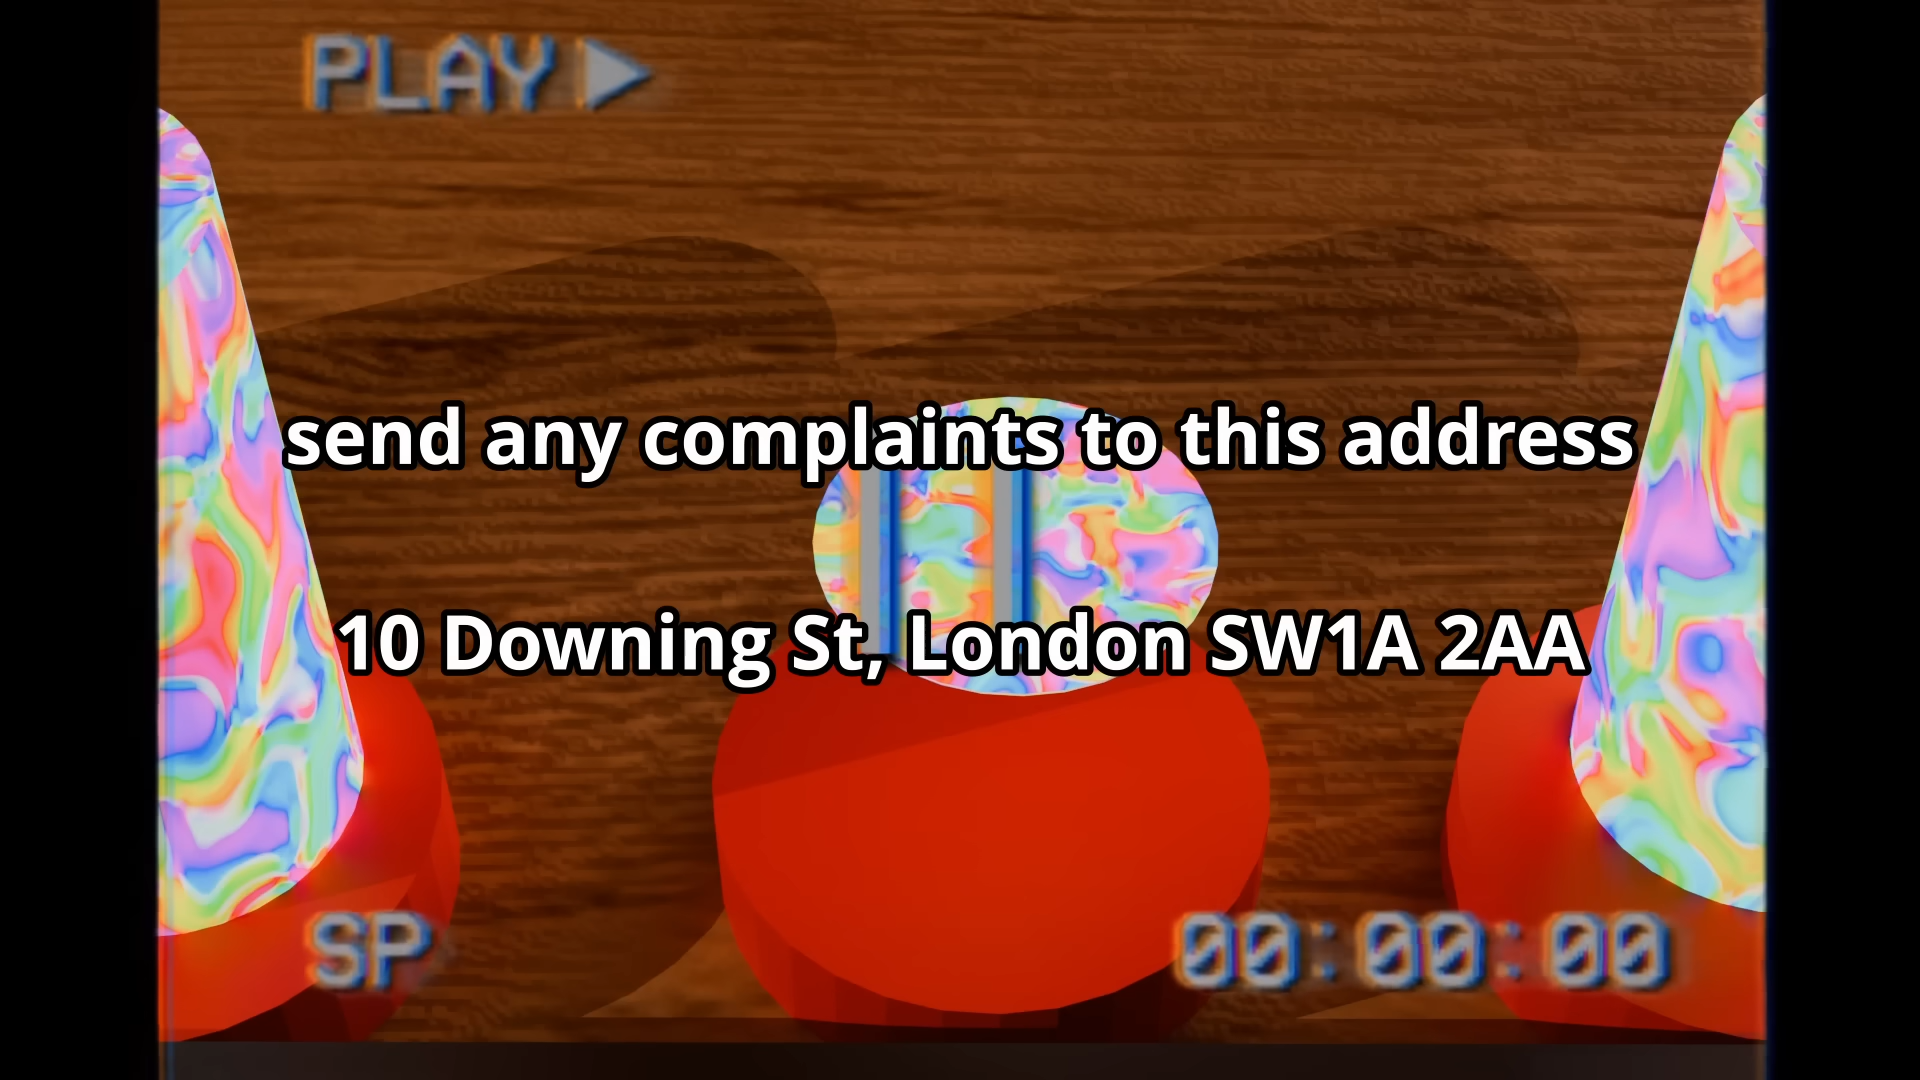 PLAY
send any complaints to this address
10 Downing St, London SW1A 2AA
SP
00:00:00